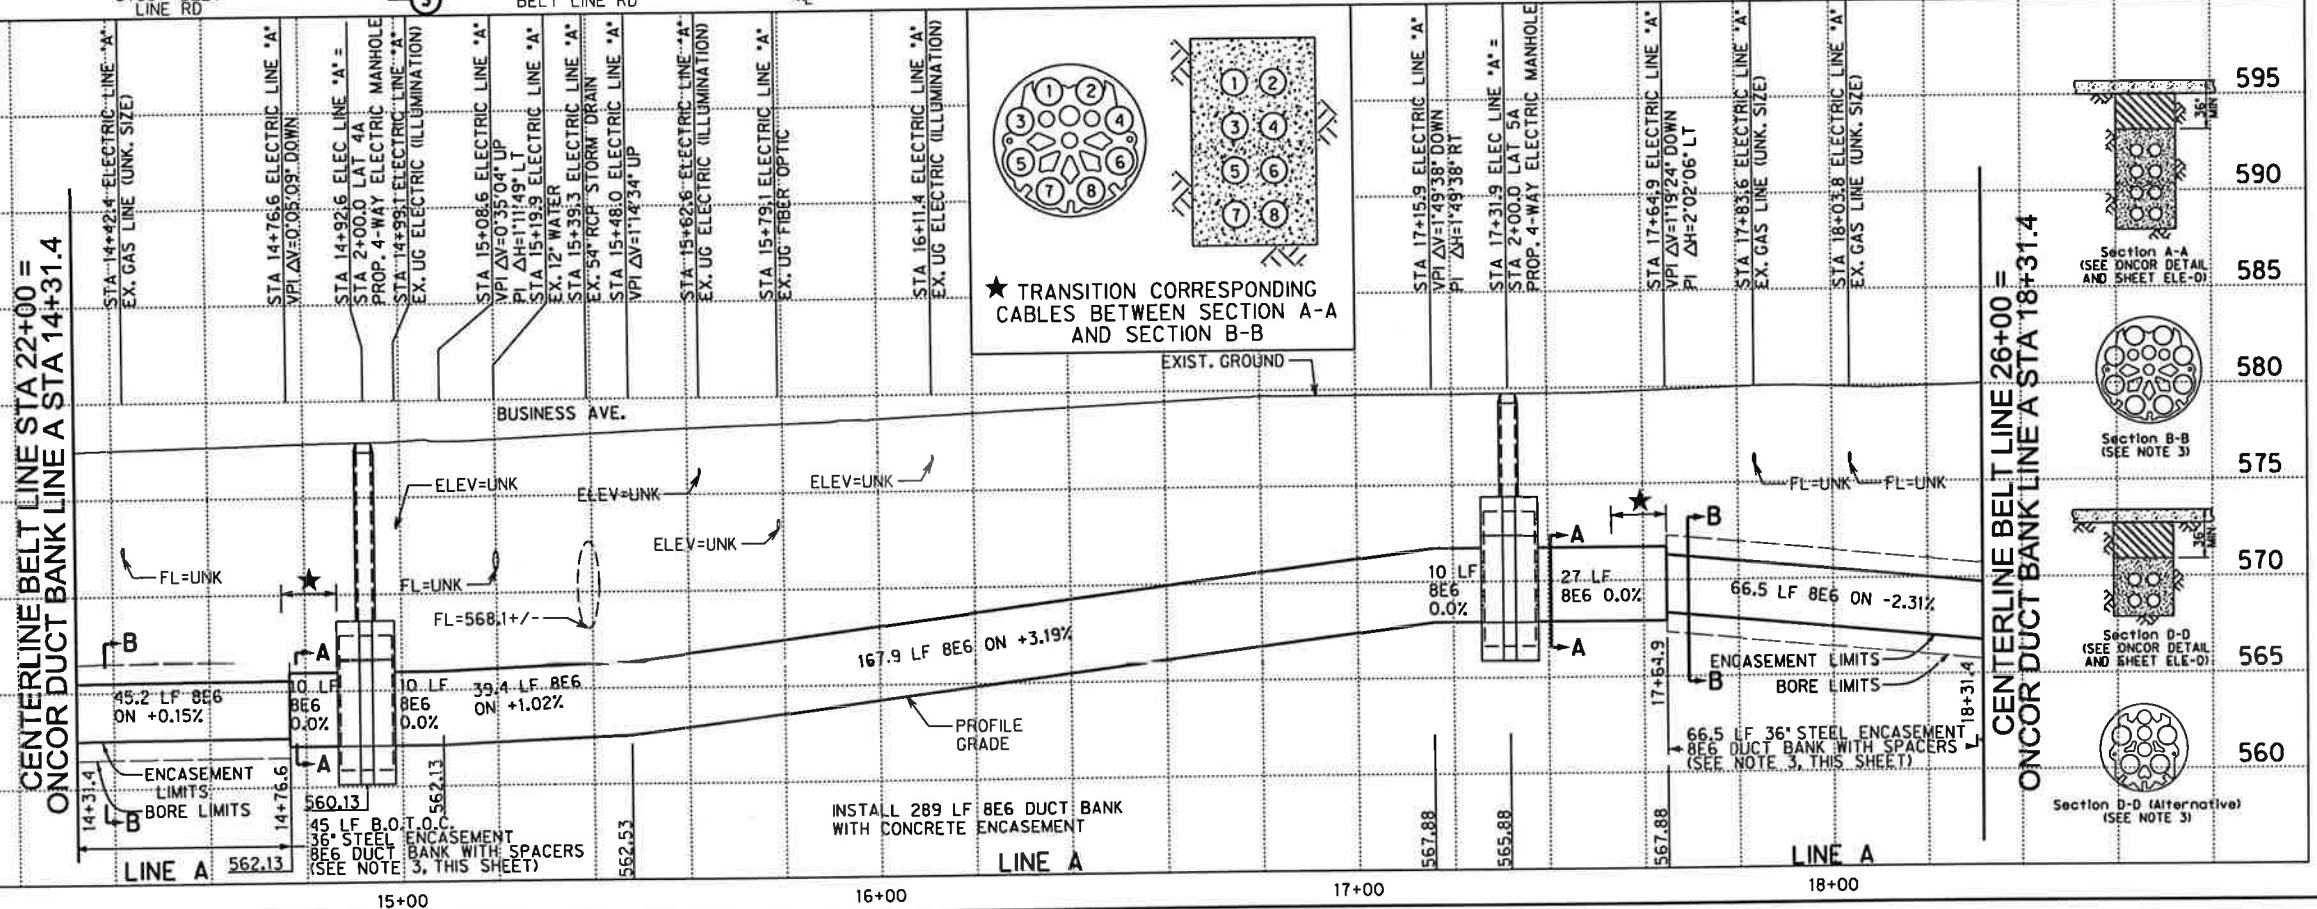 LINE RD
3
BELT LINE RD
STA 14+42.4 ELECTRIC LINE "A"
EX. GAS LINE (UNK. SIZE)
STA 14+76.6 ELECTRIC LINE "A"
VPI ΔV=0°05'09" DOWN
STA 14+92.6 ELEC LINE "A" =
STA 2+00.0 LAT 4A
PROP. 4-WAY ELECTRIC MANHOLE
STA 14+99.1 ELECTRIC LINE "A"
EX. UG ELECTRIC (ILLUMINATION)
STA 15+08.6 ELECTRIC LINE "A"
VPI ΔV=0°35'04" UP
PI ΔH=1°11'49" LT
STA 15+19.9 ELECTRIC LINE "A"
EX. 12" WATER
STA 15+39.3 ELECTRIC LINE "A"
EX. 54" RCP STORM DRAIN
STA 15+48.0 ELECTRIC LINE "A"
VPI ΔV=1°14'34" UP
STA 15+62.6 ELECTRIC LINE "A"
EX. UG ELECTRIC (ILLUMINATION)
STA 15+79.1 ELECTRIC LINE "A"
EX. UG FIBER OPTIC
STA 16+11.4 ELECTRIC LINE "A"
EX. UG ELECTRIC (ILLUMINATION)
1 2
3 4
5 6
7 8
1 2
3 4
5 6
7 8
★ TRANSITION CORRESPONDING
CABLES BETWEEN SECTION A-A
AND SECTION B-B
STA 17+15.9 ELECTRIC LINE "A"
VPI ΔV=1°49'38" DOWN
PI ΔH=1°49'38" RT
STA 17+31.9 ELEC LINE "A" =
STA 2+00.0 LAT 5A
PROP. 4-WAY ELECTRIC MANHOLE
STA 17+64.9 ELECTRIC LINE "A"
VPI ΔV=1°19'24" DOWN
PI ΔH=2°02'06" LT
STA 17+83.6 ELECTRIC LINE "A"
EX. GAS LINE (UNK. SIZE)
STA 18+03.8 ELECTRIC LINE "A"
EX. GAS LINE (UNK. SIZE)
595
590
585
580
575
570
565
560
36"
MIN
Section A-A
(SEE ONCOR DETAIL
AND SHEET ELE-D)
Section B-B
(SEE NOTE 3)
36"
MIN
Section D-D
(SEE ONCOR DETAIL
AND SHEET ELE-D)
Section D-D (Alternative)
(SEE NOTE 3)
CENTERLINE BELT LINE STA 22+00 =
ONCOR DUCT BANK LINE A STA 14+31.4
CENTERLINE BELT LINE 26+00 =
ONCOR DUCT BANK LINE A STA 18+31.4
EXIST. GROUND
BUSINESS AVE.
ELEV=UNK
ELEV=UNK
ELEV=UNK
ELEV=UNK
FL=UNK
FL=UNK
FL=568.1+/-
FL=UNK
FL=UNK
★
★
B
A
A
B
A
A
B
B
45.2 LF 8E6
ON +0.15%
10 LF
8E6
0.0%
10 LF
8E6
0.0%
39.4 LF 8E6
ON +1.02%
167.9 LF 8E6 ON +3.19%
10 LF
8E6
0.0%
27 LF
8E6 0.0%
66.5 LF 8E6 ON -2.31%
ENCASEMENT
LIMITS
BORE LIMITS
ENCASEMENT LIMITS
BORE LIMITS
PROFILE
GRADE
14+31.4
14+76.6
17+64.9
18+31.4
560.13
562.13
562.13
562.53
567.88
565.88
567.88
45 LF B.O.T.O.C.
36" STEEL ENCASEMENT
8E6 DUCT BANK WITH SPACERS
(SEE NOTE 3, THIS SHEET)
INSTALL 289 LF 8E6 DUCT BANK
WITH CONCRETE ENCASEMENT
66.5 LF 36" STEEL ENCASEMENT
8E6 DUCT BANK WITH SPACERS
(SEE NOTE 3, THIS SHEET)
LINE A
LINE A
LINE A
15+00
16+00
17+00
18+00